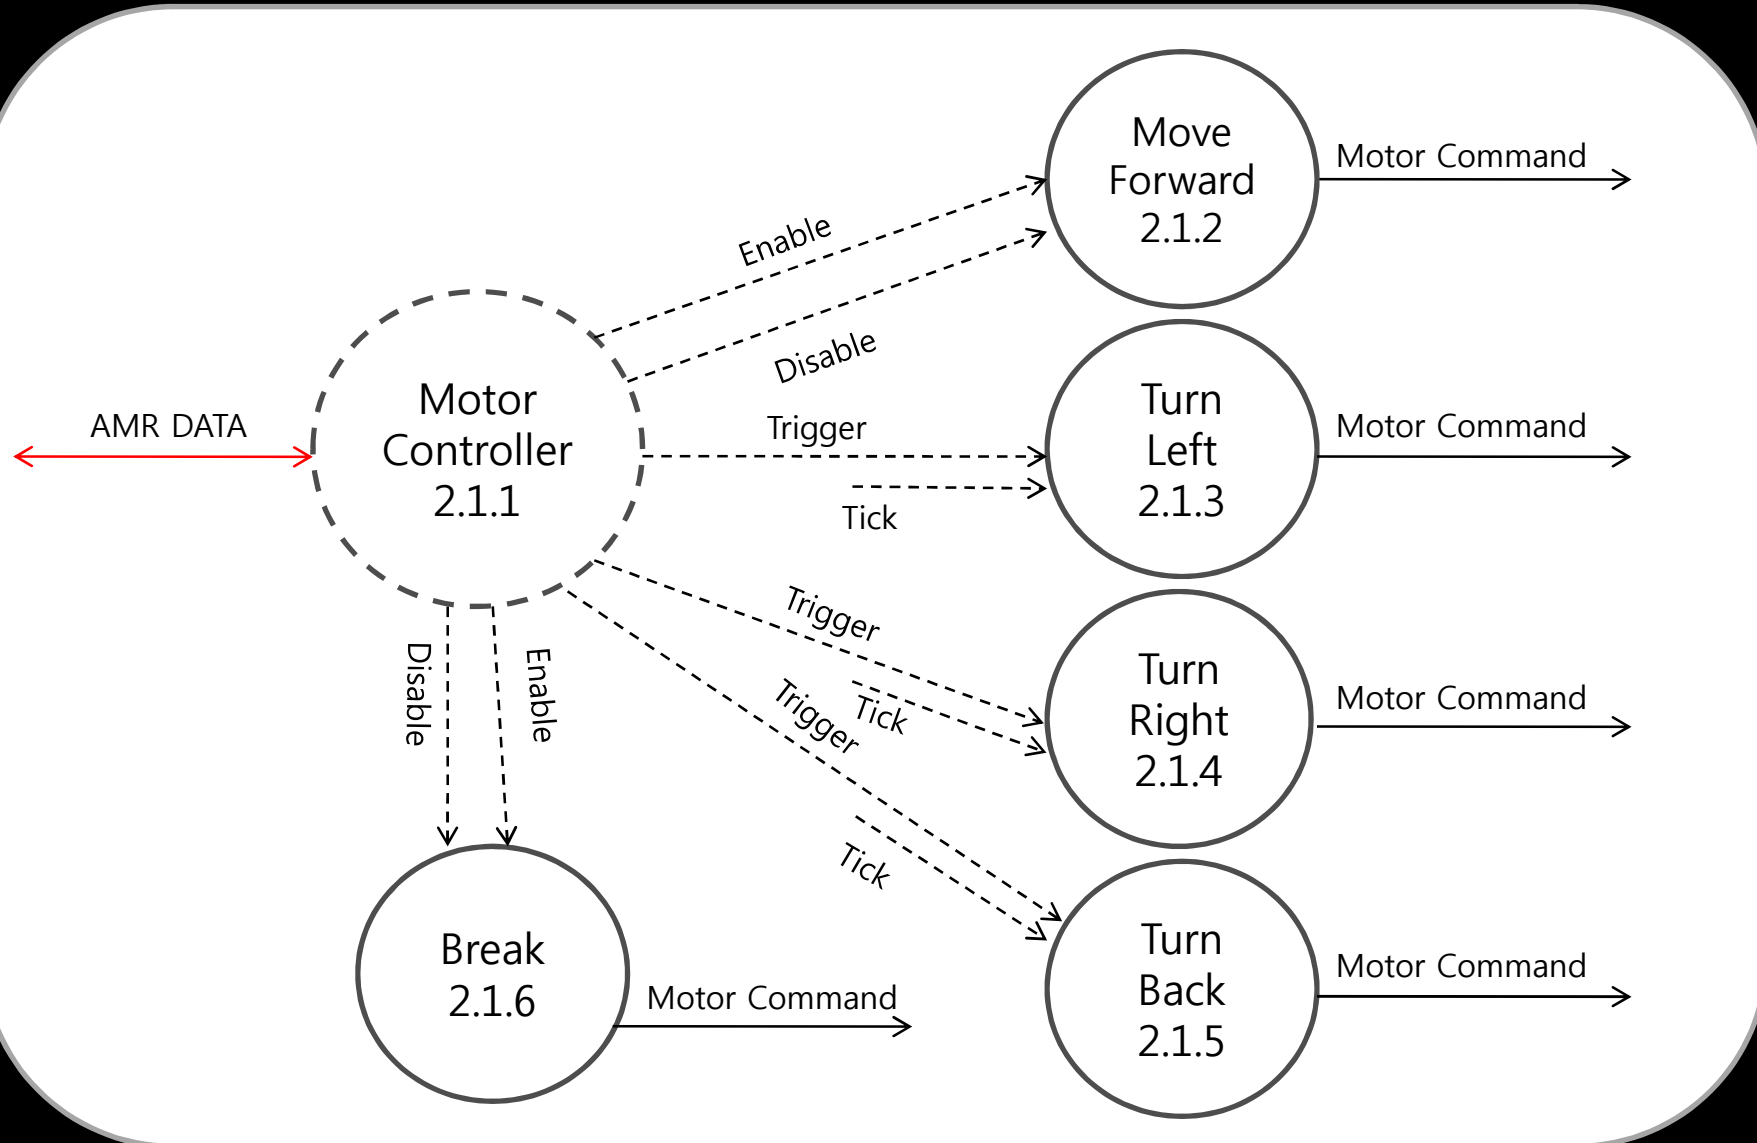 Move
Forward
2.1.2
Motor Command
Enable
Disable
Motor
Controller
2.1.1
AMR DATA
Trigger
Tick
Turn
Left
2.1.3
Motor Command
Trigger
Tick
Turn
Right
2.1.4
Motor Command
Disable
Enable
Trigger
Tick
Turn
Back
2.1.5
Motor Command
Break
2.1.6
Motor Command